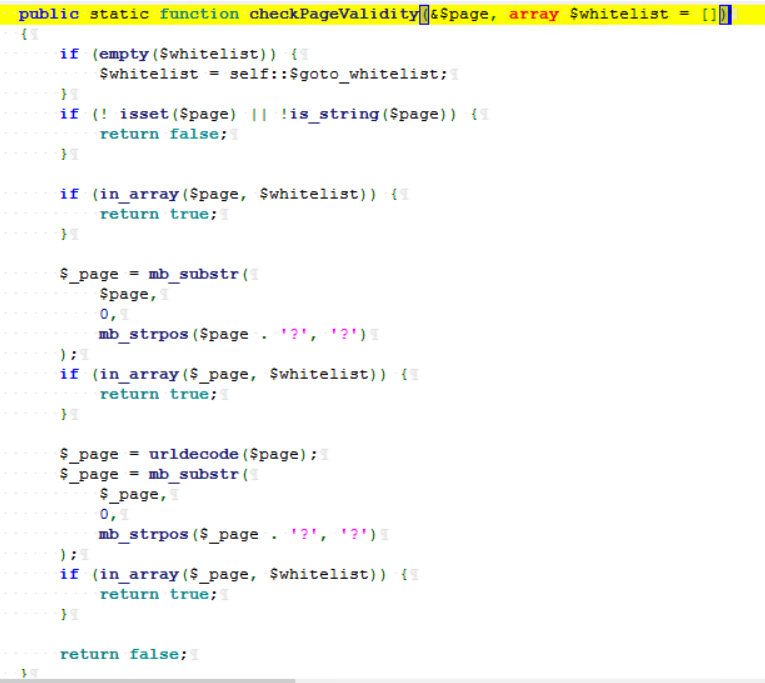 public static function checkPageValidity(&$page, array $whitelist = [])
{
if (empty($whitelist)) {
$whitelist = self::$goto_whitelist;
}
if (! isset($page) || !is_string($page)) {
return false;
}
if (in_array($page, $whitelist)) {
return true;
}
$_page = mb_substr(
$page,
0,
mb_strpos($page . '?', '?')
);
if (in_array($_page, $whitelist)) {
return true;
}
$_page = urldecode($page);
$_page = mb_substr(
$_page,
0,
mb_strpos($_page . '?', '?')
);
if (in_array($_page, $whitelist)) {
return true;
}
return false;
}